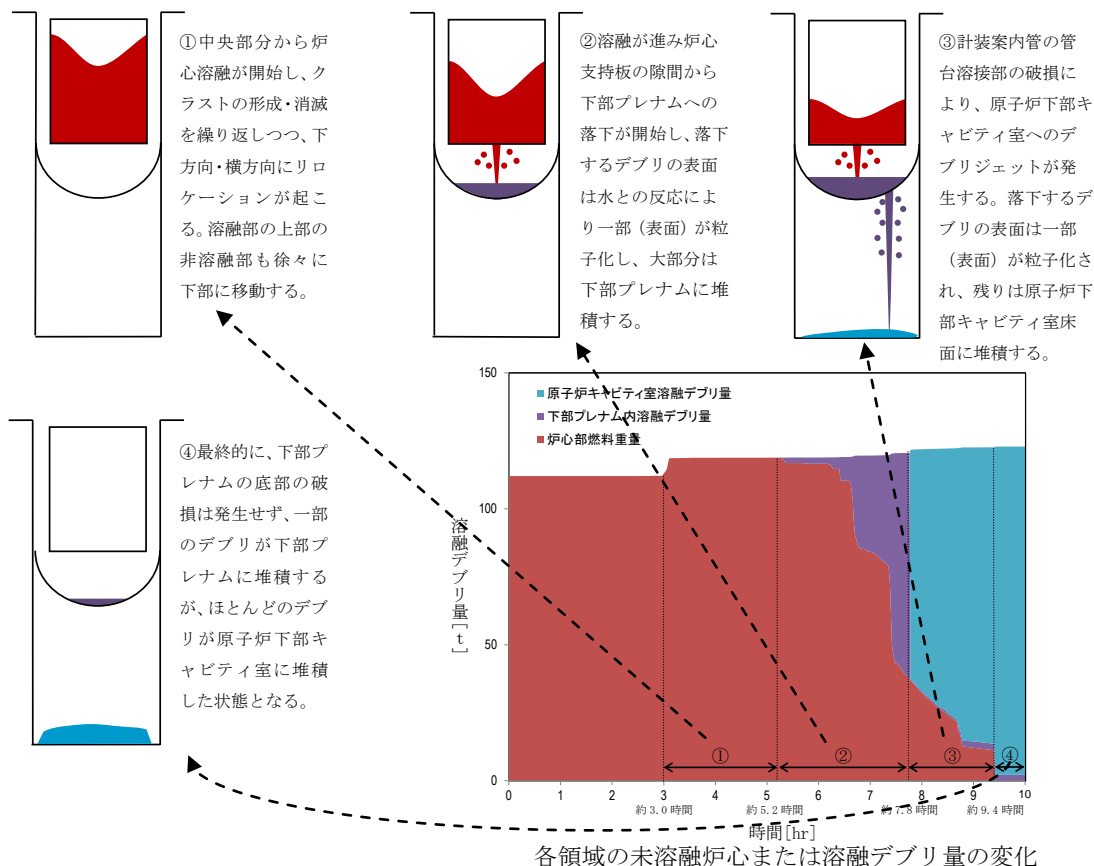 ①中央部分から炉
心溶融が開始し、ク
ラストの形成・消滅
を繰り返しつつ、下
方向・横方向にリロ
ケーションが起こ
る。溶融部の上部の
非溶融部も徐々に
下部に移動する。
②溶融が進み炉心
支持板の隙間から
下部プレナムへの
落下が開始し、落下
するデブリの表面
は水との反応によ
り一部（表面）が粒
子化し、大部分は
下部プレナムに堆
積する。
③計装案内管の管
台溶接部の破損に
より、原子炉下部キ
ャビティ室へのデ
ブリジェットが発
生する。落下するデ
ブリの表面は一部
（表面）が粒子化さ
れ、残りは原子炉下
部キャビティ室床
面に堆積する。
④最終的に、下部プ
レナムの底部の破
損は発生せず、一部
のデブリが下部プ
レナムに堆積する
が、ほとんどのデブ
リが原子炉下部キ
ャビティ室に堆積
した状態となる。
150
原子炉キャビティ室溶融デブリ量
下部プレナム内溶融デブリ量
炉心部燃料重量
100
溶融デブリ量［ｔ］
50
① ② ③ ④
0
0 1 2 3 4 5 6 7 8 9 10
約3.0時間 約5.2時間 約7.8時間 約9.4時間
時間[hr]
各領域の未溶融炉心または溶融デブリ量の変化